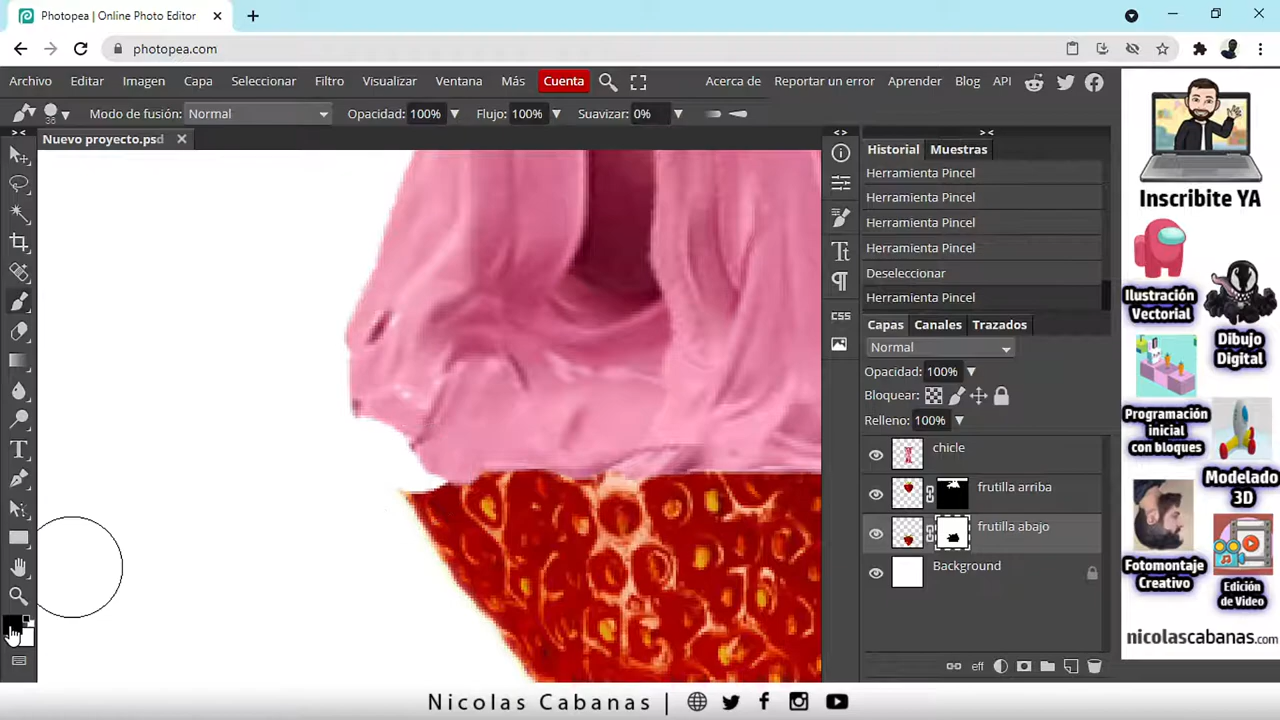 Photopea | Online Photo Editor
photopea.com
Archivo Editar Imagen Capa Seleccionar Filtro Visualizar Ventana Más Cuenta Acerca de Reportar un error Aprender Blog API
38 Modo de fusión: Normal Opacidad: 100% Flujo: 100% Suavizar: 0%
Nuevo proyecto.psd
Historial Muestras
Herramienta Pincel
Herramienta Pincel
Herramienta Pincel
Herramienta Pincel
Deseleccionar
Herramienta Pincel
CSS
Capas Canales Trazados
Normal
Opacidad: 100%
Bloquear:
Relleno: 100%
chicle
frutilla arriba
frutilla abajo
Background
eff
Inscribite YA
Ilustración
Vectorial
Dibujo
Digital
Programación
inicial
con bloques
Modelado
3D
Fotomontaje
Creativo
Edición
de Video
nicolascabanas.com
Nicolas Cabanas |